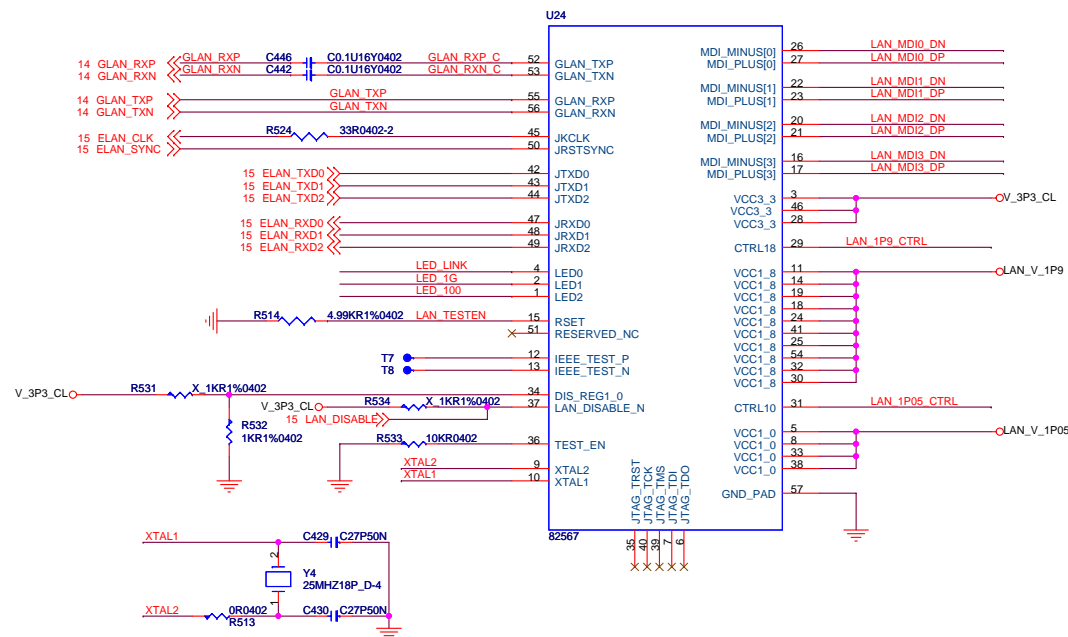 U24
14 GLAN_RXP GLAN_RXP C446 C0.1U16Y0402 GLAN_RXP_C 52 GLAN_TXP
14 GLAN_RXN GLAN_RXN C442 C0.1U16Y0402 GLAN_RXN_C 53 GLAN_TXN
14 GLAN_TXP GLAN_TXP 55 GLAN_RXP
14 GLAN_TXN GLAN_TXN 56 GLAN_RXN
15 ELAN_CLK R524 33R0402-2 45 JKCLK
15 ELAN_SYNC 50 JRSTSYNC
15 ELAN_TXD0 42 JTXD0
15 ELAN_TXD1 43 JTXD1
15 ELAN_TXD2 44 JTXD2
15 ELAN_RXD0 47 JRXD0
15 ELAN_RXD1 48 JRXD1
15 ELAN_RXD2 49 JRXD2
LED_LINK 4 LED0
LED_1G 2 LED1
LED_100 1 LED2
R514 4.99KR1%0402 LAN_TESTEN 15 RSET
51 RESERVED_NC
T7 12 IEEE_TEST_P
T8 13 IEEE_TEST_N
V_3P3_CL R531 X_1KR1%0402 34 DIS_REG1_0
V_3P3_CL R534 X_1KR1%0402 37 LAN_DISABLE_N
15 LAN_DISABLE
R532
1KR1%0402
R533 10KR0402 36 TEST_EN
XTAL2 9 XTAL2
XTAL1 10 XTAL1
MDI_MINUS[0] 26 LAN_MDI0_DN
MDI_PLUS[0] 27 LAN_MDI0_DP
MDI_MINUS[1] 22 LAN_MDI1_DN
MDI_PLUS[1] 23 LAN_MDI1_DP
MDI_MINUS[2] 20 LAN_MDI2_DN
MDI_PLUS[2] 21 LAN_MDI2_DP
MDI_MINUS[3] 16 LAN_MDI3_DN
MDI_PLUS[3] 17 LAN_MDI3_DP
VCC3_3 3 V_3P3_CL
VCC3_3 46
VCC3_3 28
CTRL18 29 LAN_1P9_CTRL
VCC1_8 11 LAN_V_1P9
VCC1_8 14
VCC1_8 19
VCC1_8 18
VCC1_8 24
VCC1_8 41
VCC1_8 25
VCC1_8 54
VCC1_8 32
VCC1_8 30
CTRL10 31 LAN_1P05_CTRL
VCC1_0 5 LAN_V_1P05
VCC1_0 8
VCC1_0 33
VCC1_0 38
GND_PAD 57
JTAG_TRST 35
JTAG_TCK 40
JTAG_TMS 39
JTAG_TDI 7
JTAG_TDO 6
82567
XTAL1 C429 C27P50N
2
Y4
25MHZ18P_D-4
1
XTAL2 0R0402 C430 C27P50N
R513